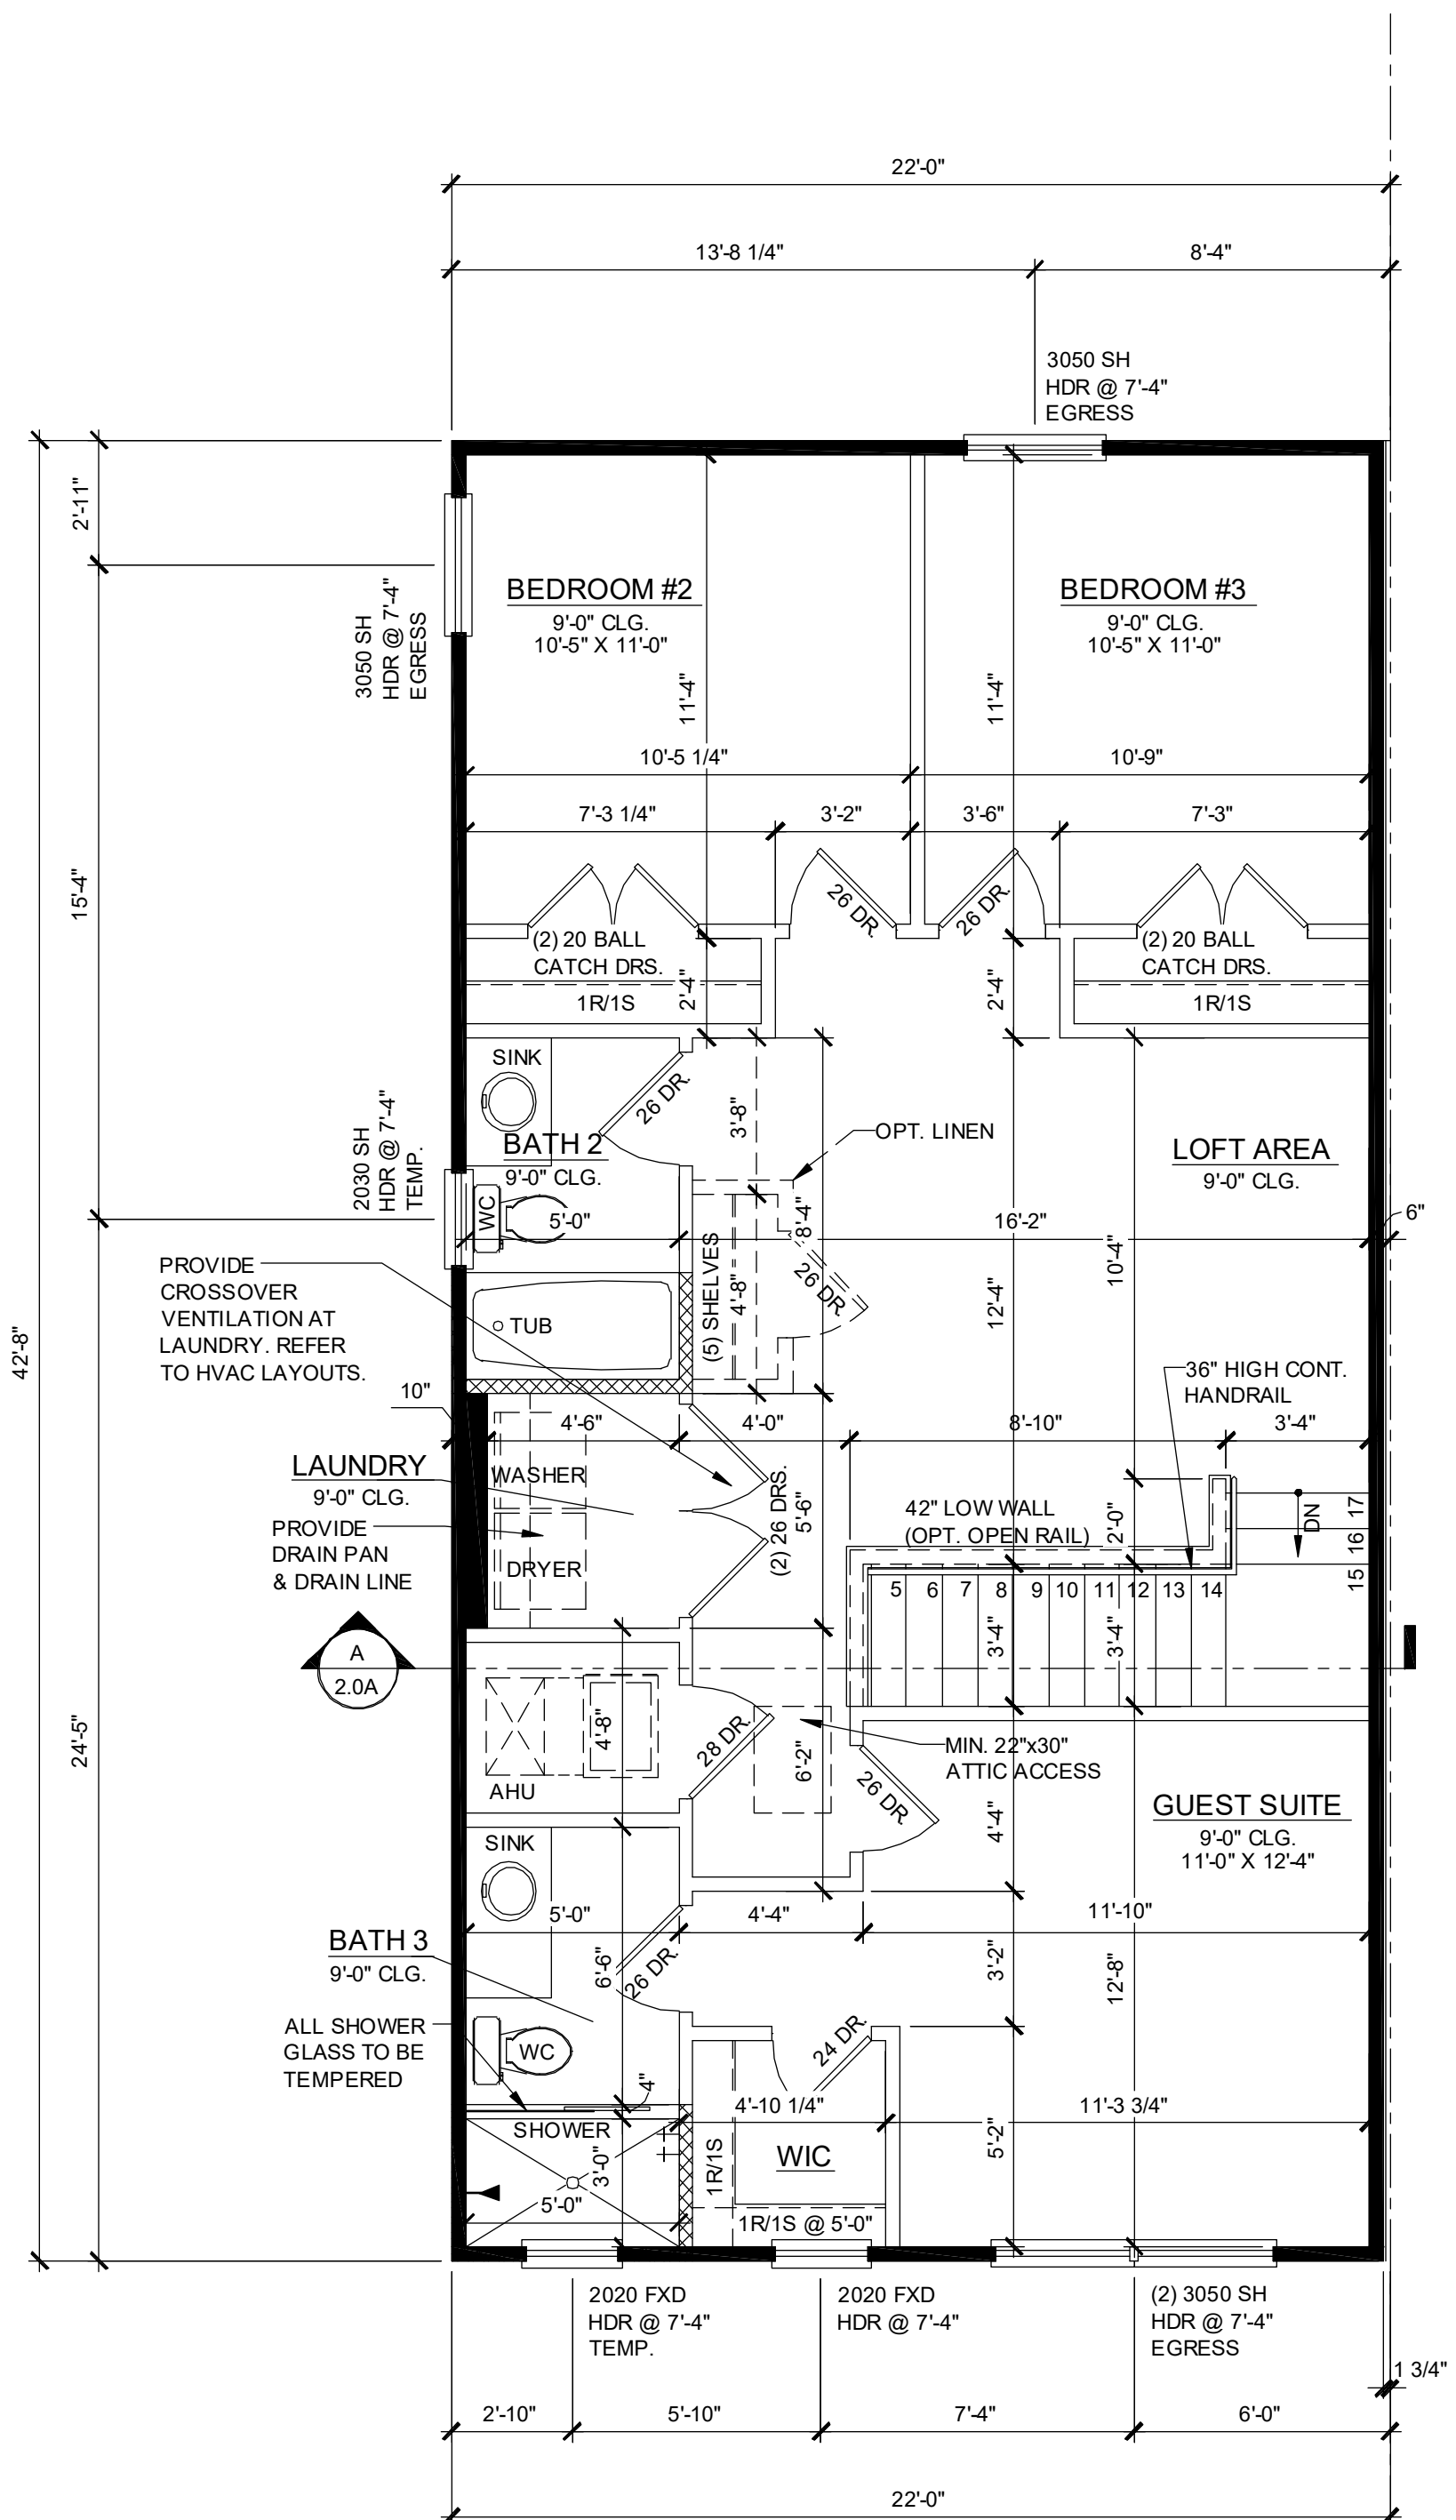 22'-0"
13'-8 1/4"
8'-4"
3050 SH
HDR @ 7'-4"
EGRESS
2'-11"
3050 SH
HDR @ 7'-4"
EGRESS
BEDROOM #2
9'-0" CLG.
10'-5" X 11'-0"
BEDROOM #3
9'-0" CLG.
10'-5" X 11'-0"
11'-4"
11'-4"
10'-5 1/4"
10'-9"
7'-3 1/4"
3'-2"
3'-6"
7'-3"
15'-4"
26 DR.
26 DR.
(2) 20 BALL
CATCH DRS.
1R/1S
2'-4"
2'-4"
(2) 20 BALL
CATCH DRS.
1R/1S
SINK
26 DR.
2030 SH
HDR @ 7'-4"
TEMP.
BATH 2
9'-0" CLG.
3'-8"
OPT. LINEN
LOFT AREA
9'-0" CLG.
WC
5'-0"
8'-4"
16'-2"
6"
(5) SHELVES
4'-8"
26 DR.
12'-4"
10'-4"
PROVIDE
CROSSOVER
VENTILATION AT
LAUNDRY. REFER
TO HVAC LAYOUTS.
TUB
42'-8"
36" HIGH CONT.
HANDRAIL
10"
4'-6"
4'-0"
8'-10"
3'-4"
LAUNDRY
9'-0" CLG.
WASHER
PROVIDE
DRAIN PAN
& DRAIN LINE
DRYER
(2) 26 DRS.
5'-6"
42" LOW WALL
(OPT. OPEN RAIL)
2'-0"
DN
17
16
15
5 6 7 8 9 10 11 12 13 14
3'-4"
3'-4"
A
2.0A
24'-5"
4'-8"
AHU
28 DR.
6'-2"
MIN. 22"x30"
ATTIC ACCESS
26 DR.
4'-4"
GUEST SUITE
9'-0" CLG.
11'-0" X 12'-4"
SINK
5'-0"
4'-4"
11'-10"
BATH 3
9'-0" CLG.
6'-6"
26 DR.
3'-2"
12'-8"
ALL SHOWER
GLASS TO BE
TEMPERED
WC
24 DR.
4"
4'-10 1/4"
11'-3 3/4"
SHOWER
3'-0"
5'-0"
1R/1S
WIC
5'-2"
1R/1S @ 5'-0"
2020 FXD
HDR @ 7'-4"
TEMP.
2020 FXD
HDR @ 7'-4"
(2) 3050 SH
HDR @ 7'-4"
EGRESS
1 3/4"
2'-10"
5'-10"
7'-4"
6'-0"
22'-0"